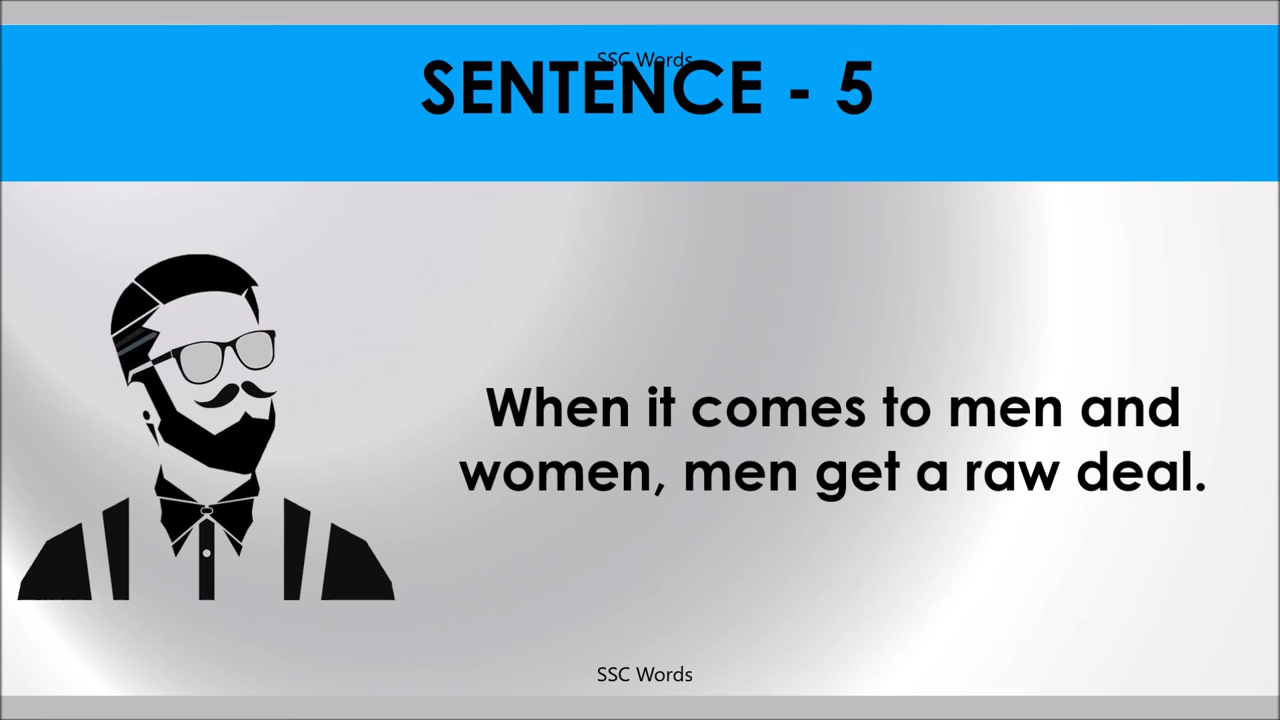 SSC Words
SENTENCE - 5
When it comes to men and
women, men get a raw deal.
SSC Words